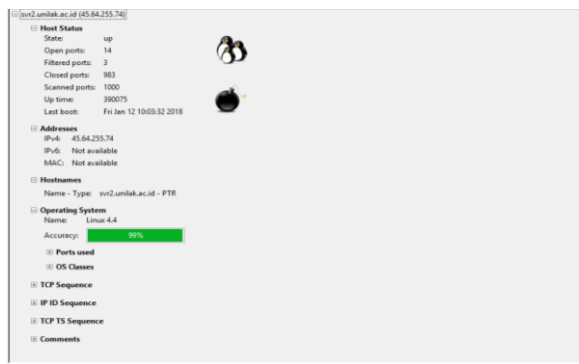 svr2.unilak.ac.id (45.64.255.74)
Host Status
State: up
Open ports: 14
Filtered ports: 3
Closed ports: 983
Scanned ports: 1000
Up time: 390075
Last boot: Fri Jan 12 10:03:32 2018
Addresses
IPv4: 45.64.255.74
IPv6: Not available
MAC: Not available
Hostnames
Name - Type: svr2.unilak.ac.id - PTR
Operating System
Name: Linux 4.4
Accuracy: 99%
Ports used
OS Classes
TCP Sequence
IP ID Sequence
TCP TS Sequence
Comments